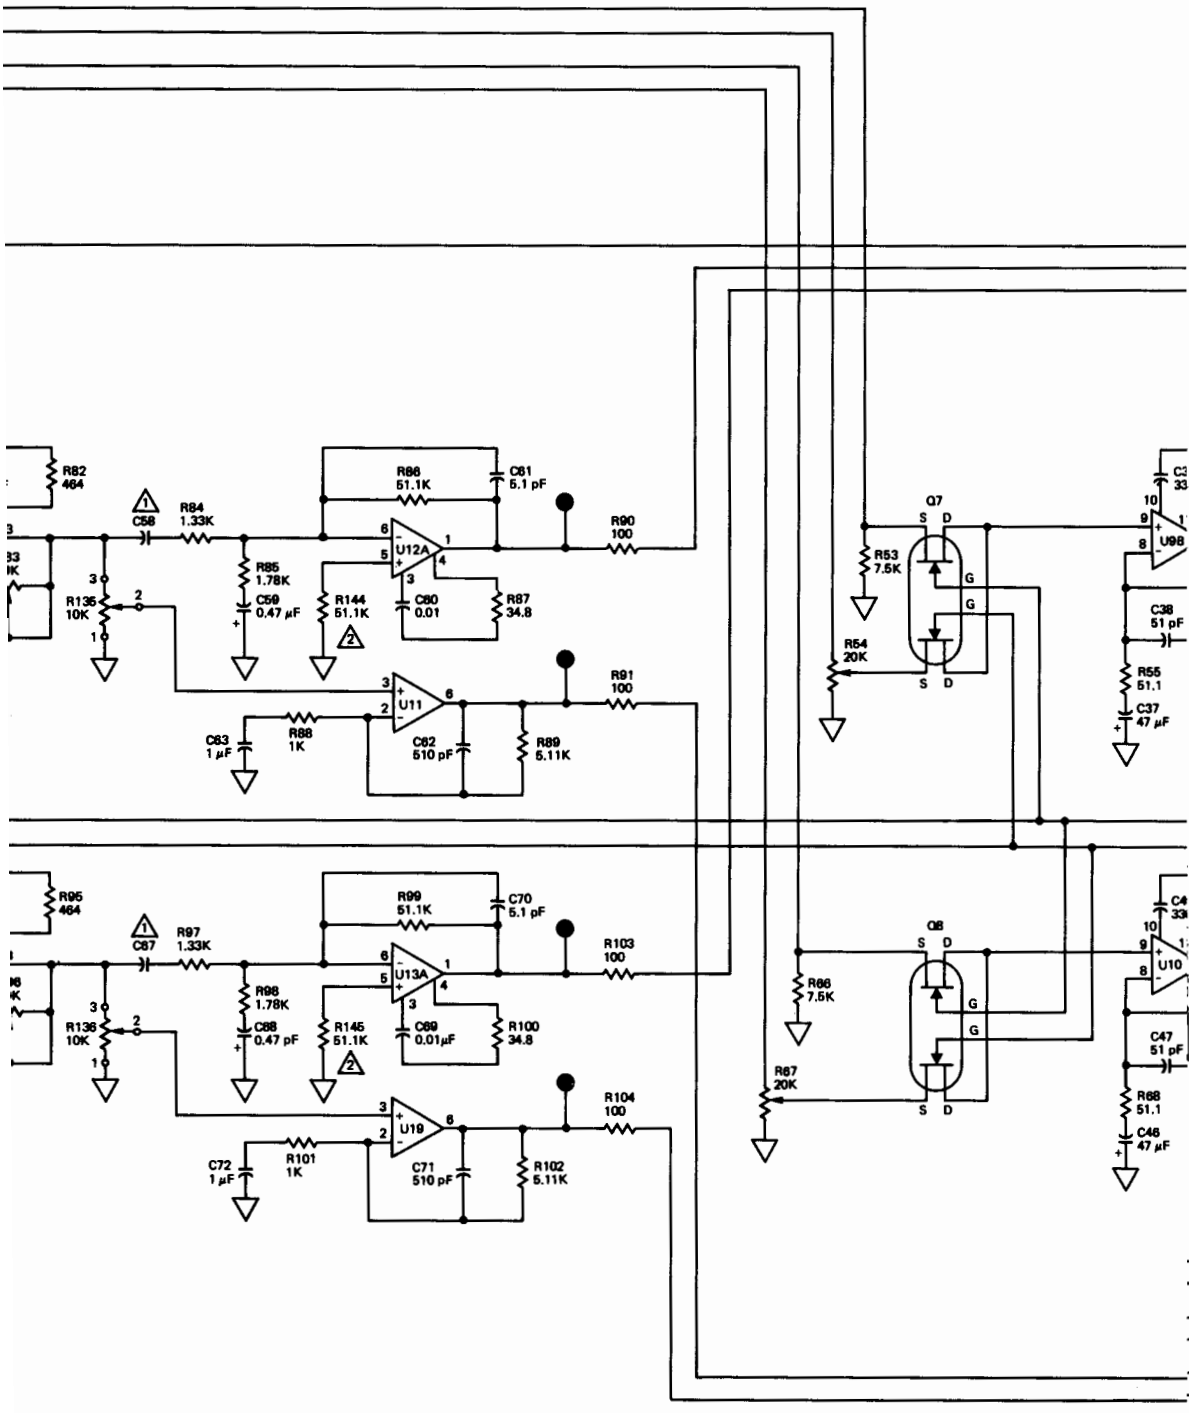 R82
464
1
C58
R84
1.33K
R86
51.1K
C61
5.1 pF
R90
100
6
-
5
+
U12A
1
4
3
R85
1.78K
C59
0.47 µF
+
R144
51.1K
2
C60
0.01
R87
34.8
3
2
R135
10K
1
R91
100
3
+
2
-
U11
6
C63
1 µF
R88
1K
C62
510 pF
R89
5.11K
Q7
S D
G
G
S D
R53
7.5K
R54
20K
10
9
+
8
-
U9B
C38
51 pF
R55
51.1
C37
+
47 µF
R95
464
1
C67
R97
1.33K
R99
51.1K
C70
5.1 pF
R103
100
6
-
5
+
U13A
1
4
3
R98
1.78K
C68
0.47 pF
+
R145
51.1K
2
C69
0.01µF
R100
34.8
3
2
R136
10K
1
R104
100
3
+
2
-
U19
6
C72
1 µF
R101
1K
C71
510 pF
R102
5.11K
Q8
S D
G
G
S D
R66
7.5K
R67
20K
10
9
+
8
-
U10
C47
51 pF
R68
51.1
C46
+
47 µF